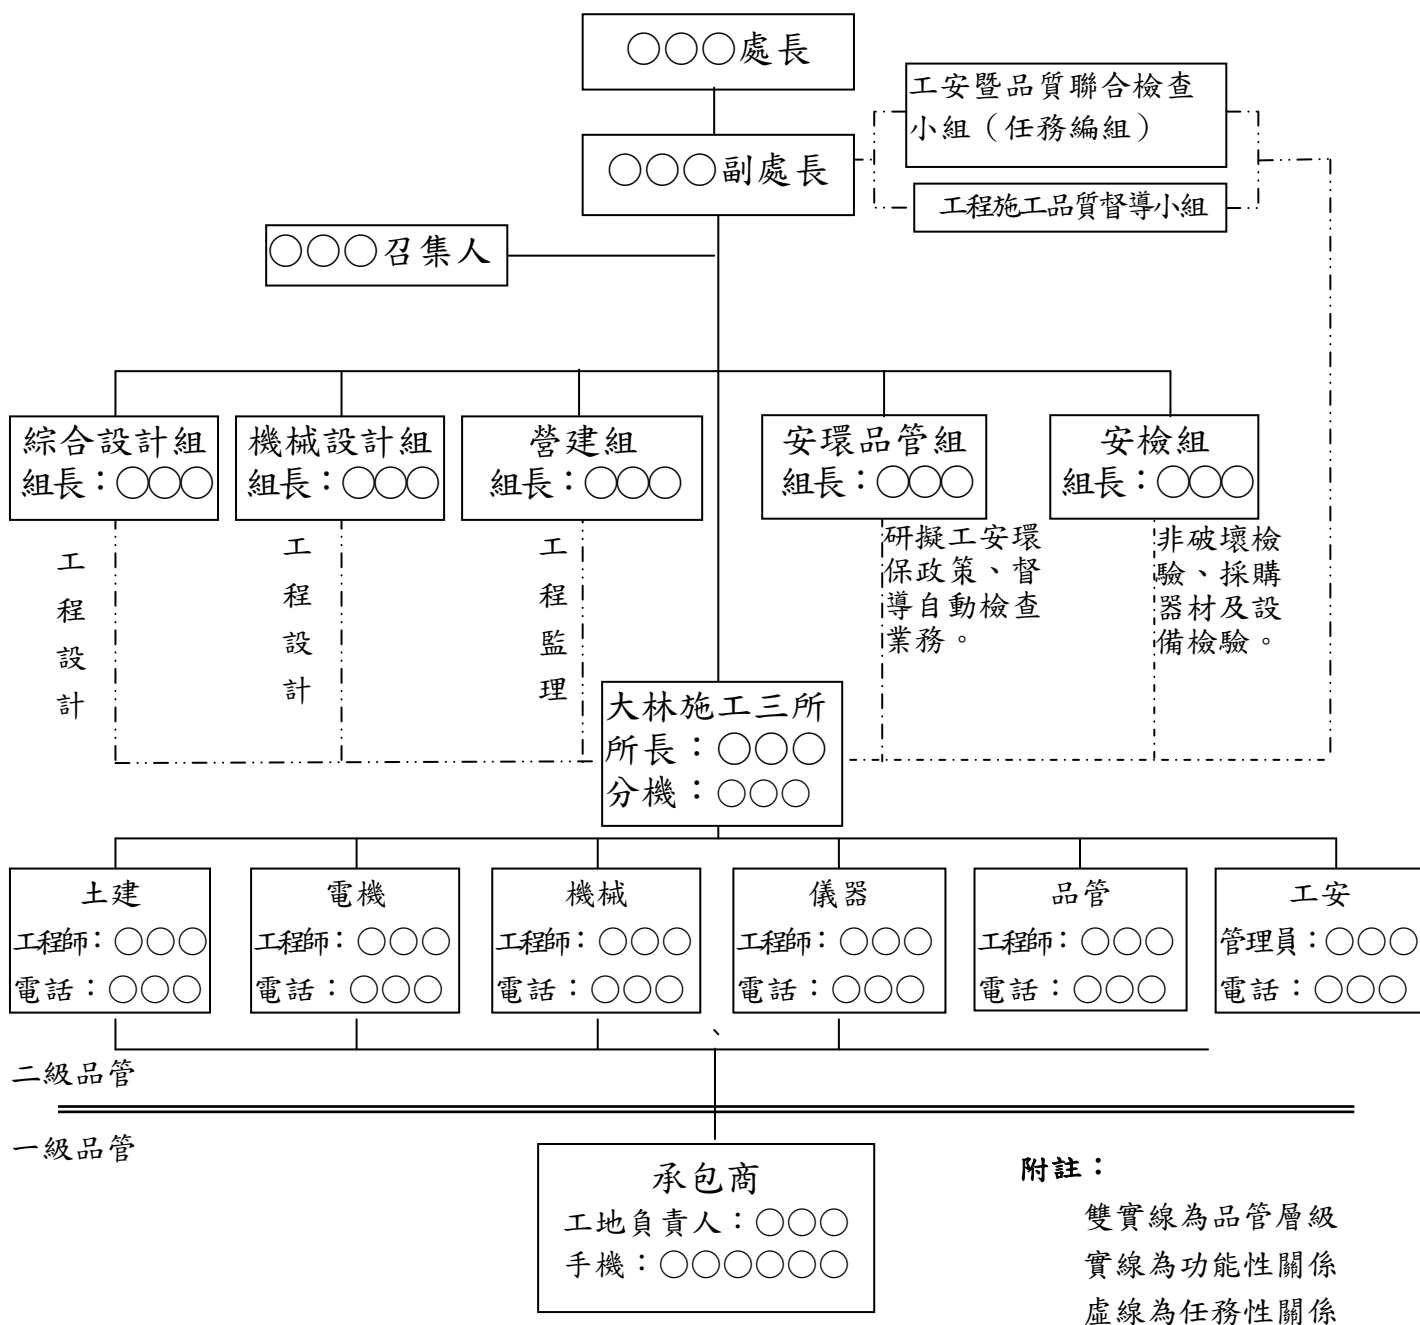 ○○○處長
工安暨品質聯合檢查
小組（任務編組）
○○○副處長
工程施工品質督導小組
○○○召集人
綜合設計組
組長：○○○
機械設計組
組長：○○○
營建組
組長：○○○
安環品管組
組長：○○○
安檢組
組長：○○○
工程設計
工程設計
工程監理
研擬工安環
保政策、督
導自動檢查
業務。
非破壞檢
驗、採購
器材及設
備檢驗。
大林施工三所
所長：○○○
分機：○○○
土建
工程師：○○○
電話：○○○
電機
工程師：○○○
電話：○○○
機械
工程師：○○○
電話：○○○
儀器
工程師：○○○
電話：○○○
品管
工程師：○○○
電話：○○○
工安
管理員：○○○
電話：○○○
、
二級品管
一級品管
承包商
工地負責人：○○○
手機：○○○○○○
附註：
雙實線為品管層級
實線為功能性關係
虛線為任務性關係